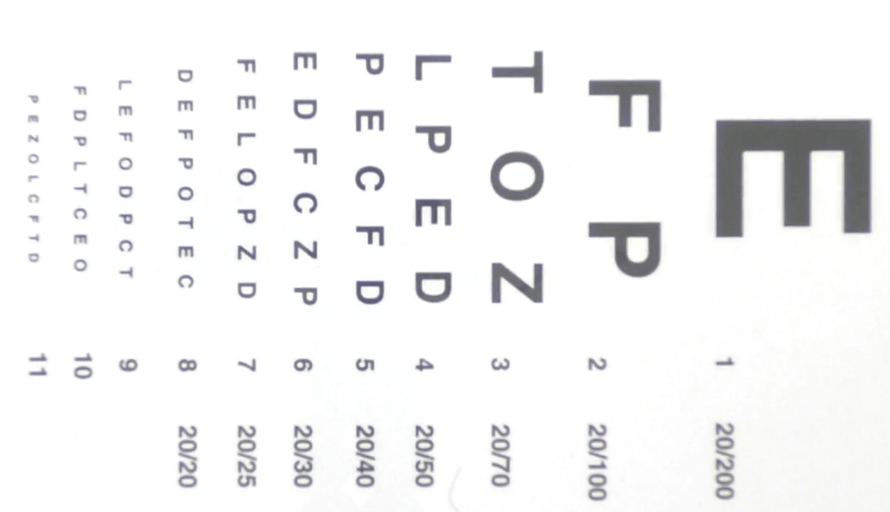 E 1 20/200
F P 2 20/100
T O Z 3 20/70
L P E D 4 20/50
P E C F D 5 20/40
E D F C Z P 6 20/30
F E L O P Z D 7 20/25
D E F P O T E C 8 20/20
L E F O D P C T 9
F D P L T C E O 10
P E Z O L C F T D 11